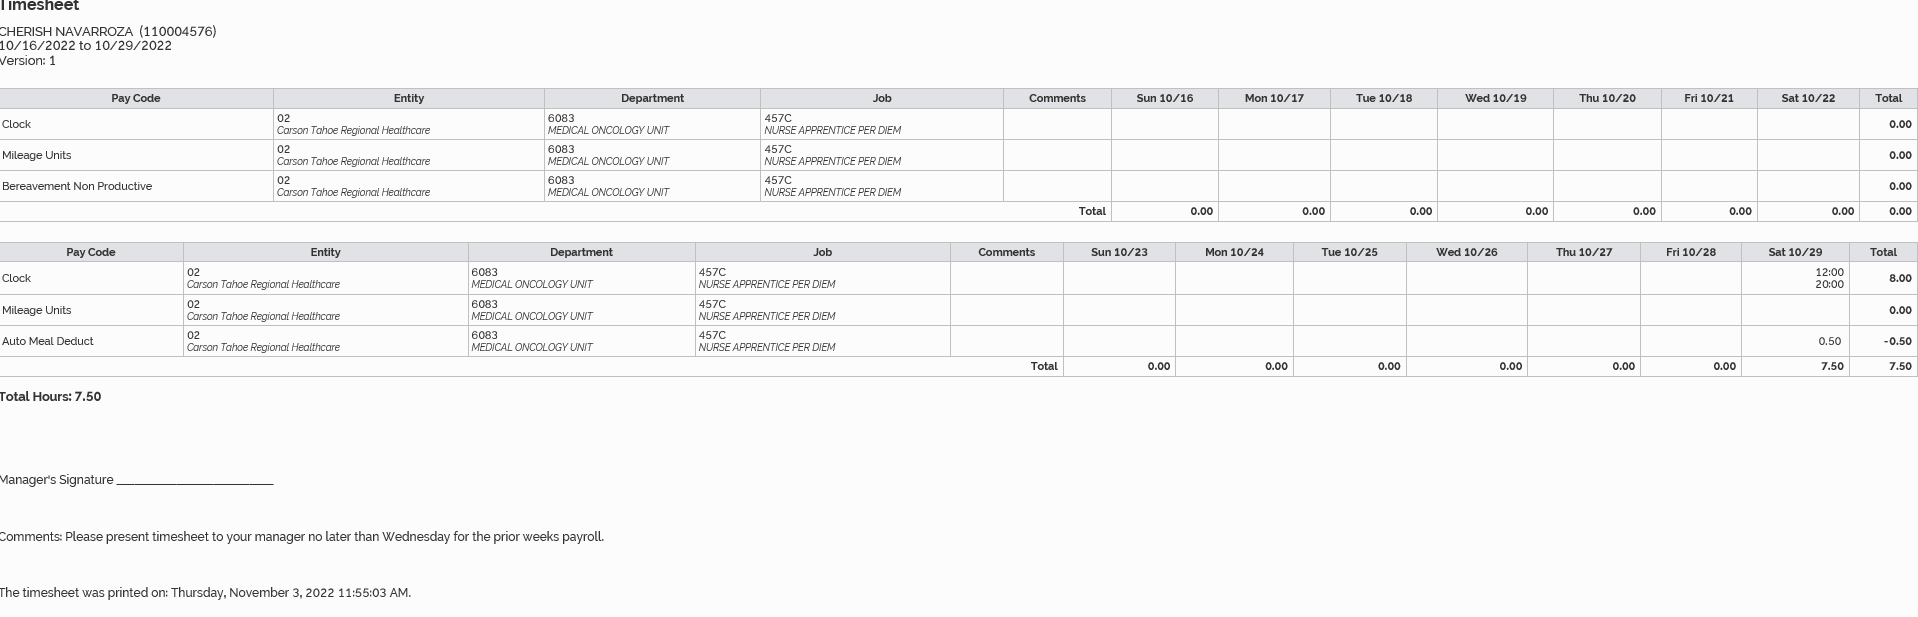 Timesheet
CHERISH NAVARROZA (110004576)
10/16/2022 to 10/29/2022
Version: 1
Pay Code Entity Department Job Comments Sun 10/16 Mon 10/17 Tue 10/18 Wed 10/19 Thu 10/20 Fri 10/21 Sat 10/22 Total
Clock 02 6083 457C 0.00
Carson Tahoe Regional Healthcare MEDICAL ONCOLOGY UNIT NURSE APPRENTICE PER DIEM
Mileage Units 02 6083 457C 0.00
Carson Tahoe Regional Healthcare MEDICAL ONCOLOGY UNIT NURSE APPRENTICE PER DIEM
Bereavement Non Productive 02 6083 457C 0.00
Carson Tahoe Regional Healthcare MEDICAL ONCOLOGY UNIT NURSE APPRENTICE PER DIEM
Total 0.00 0.00 0.00 0.00 0.00 0.00 0.00 0.00
Pay Code Entity Department Job Comments Sun 10/23 Mon 10/24 Tue 10/25 Wed 10/26 Thu 10/27 Fri 10/28 Sat 10/29 Total
Clock 02 6083 457C 12:00 8.00
Carson Tahoe Regional Healthcare MEDICAL ONCOLOGY UNIT NURSE APPRENTICE PER DIEM 20:00
Mileage Units 02 6083 457C 0.00
Carson Tahoe Regional Healthcare MEDICAL ONCOLOGY UNIT NURSE APPRENTICE PER DIEM
Auto Meal Deduct 02 6083 457C 0.50 -0.50
Carson Tahoe Regional Healthcare MEDICAL ONCOLOGY UNIT NURSE APPRENTICE PER DIEM
Total 0.00 0.00 0.00 0.00 0.00 0.00 7.50 7.50
Total Hours: 7.50
Manager's Signature ________________________
Comments: Please present timesheet to your manager no later than Wednesday for the prior weeks payroll.
The timesheet was printed on: Thursday, November 3, 2022 11:55:03 AM.